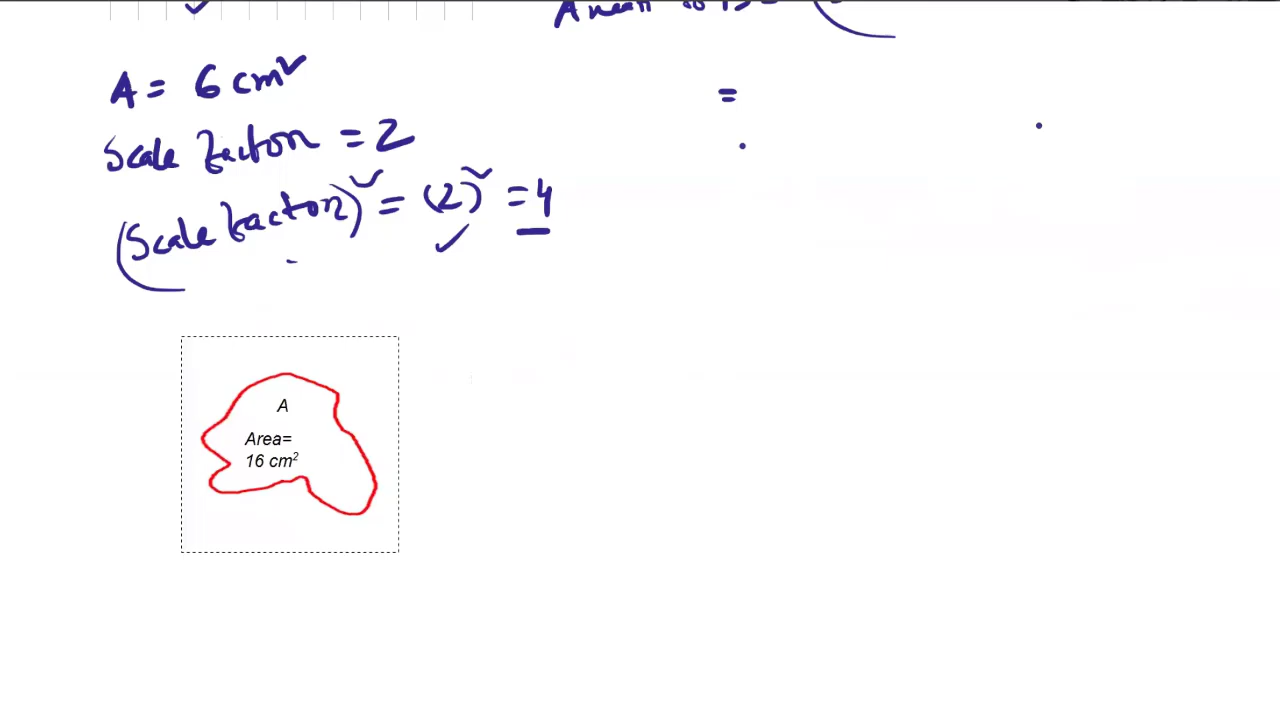 A = 6 cm²
Scale factor = 2
(Scale factor)² = (2)² = 4
=
A
Area=
16 cm²